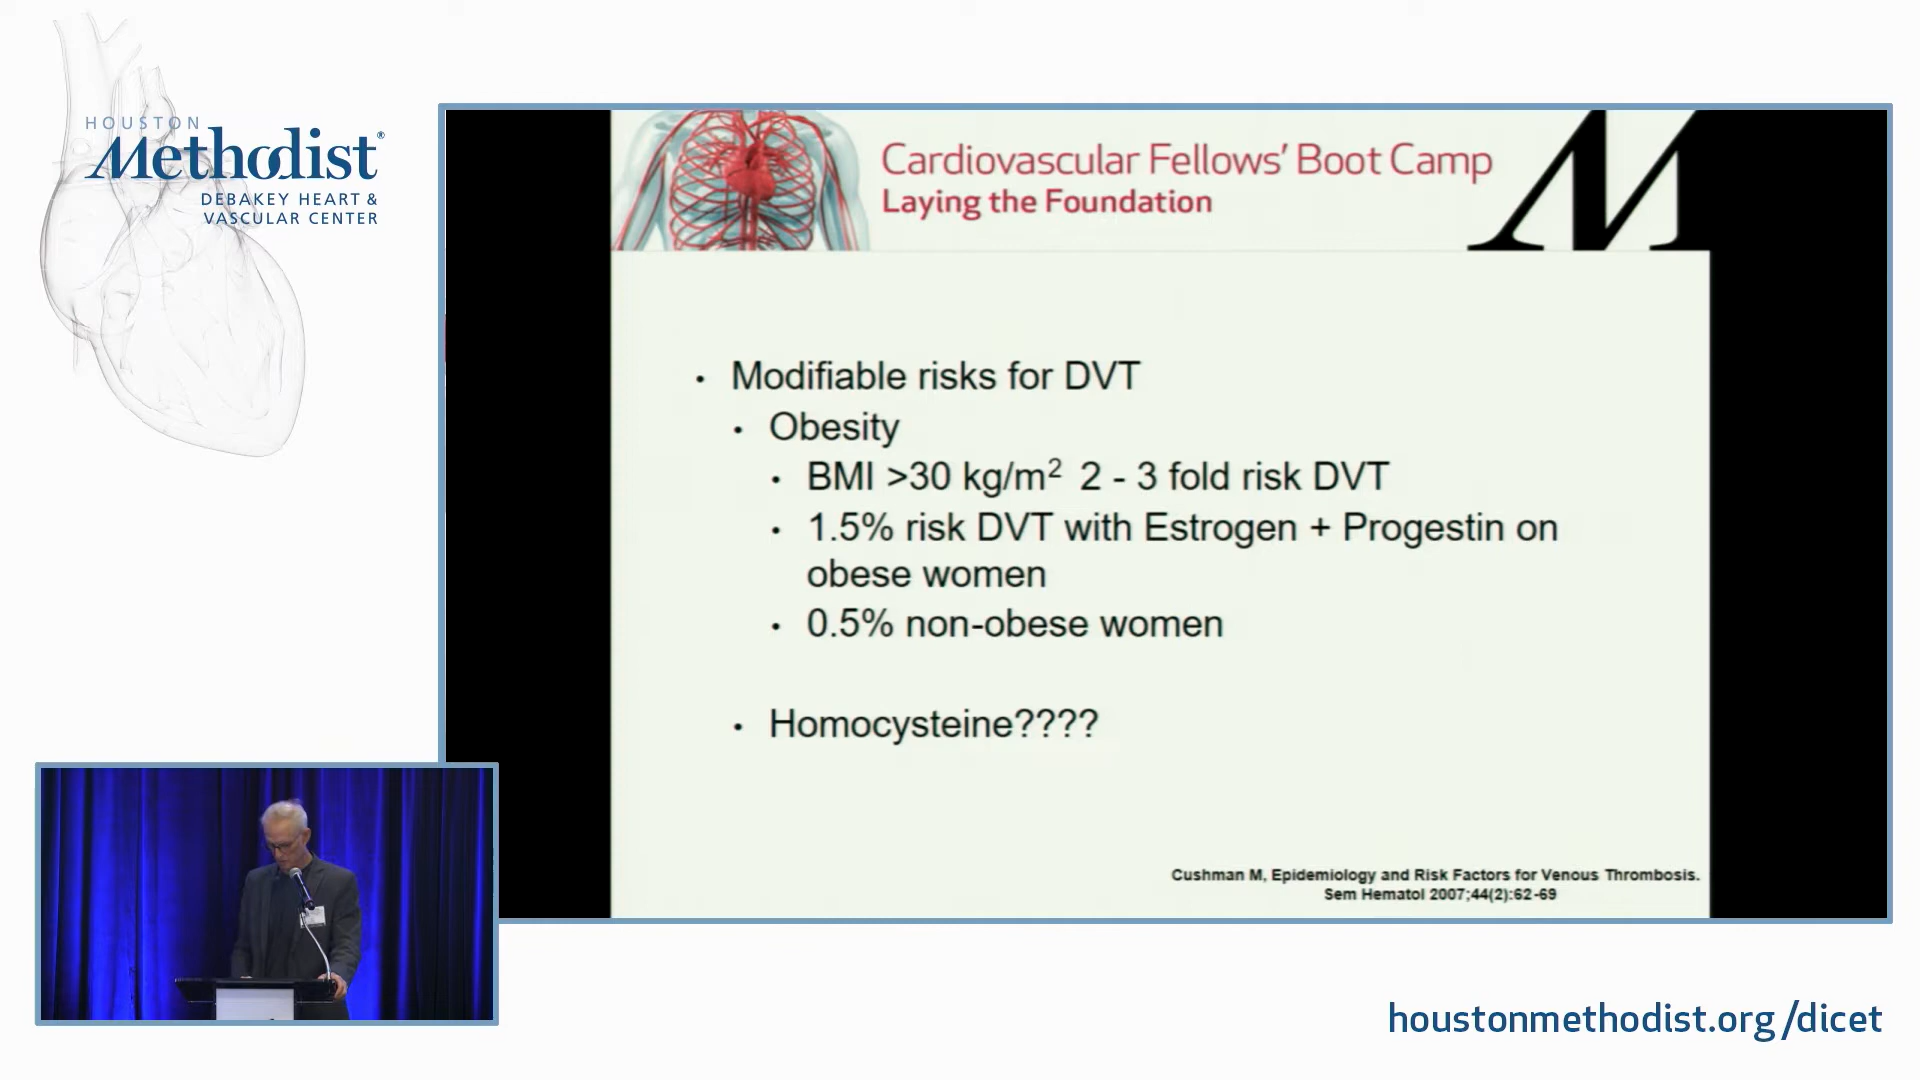 HOUSTON
Methodist®
DEBAKEY HEART &
VASCULAR CENTER
Cardiovascular Fellows' Boot Camp
Laying the Foundation
M
• Modifiable risks for DVT
• Obesity
• BMI >30 kg/m² 2 - 3 fold risk DVT
• 1.5% risk DVT with Estrogen + Progestin on
obese women
• 0.5% non-obese women
• Homocysteine????
Cushman M, Epidemiology and Risk Factors for Venous Thrombosis.
Sem Hematol 2007;44(2):62-69
houstonmethodist.org/dicet